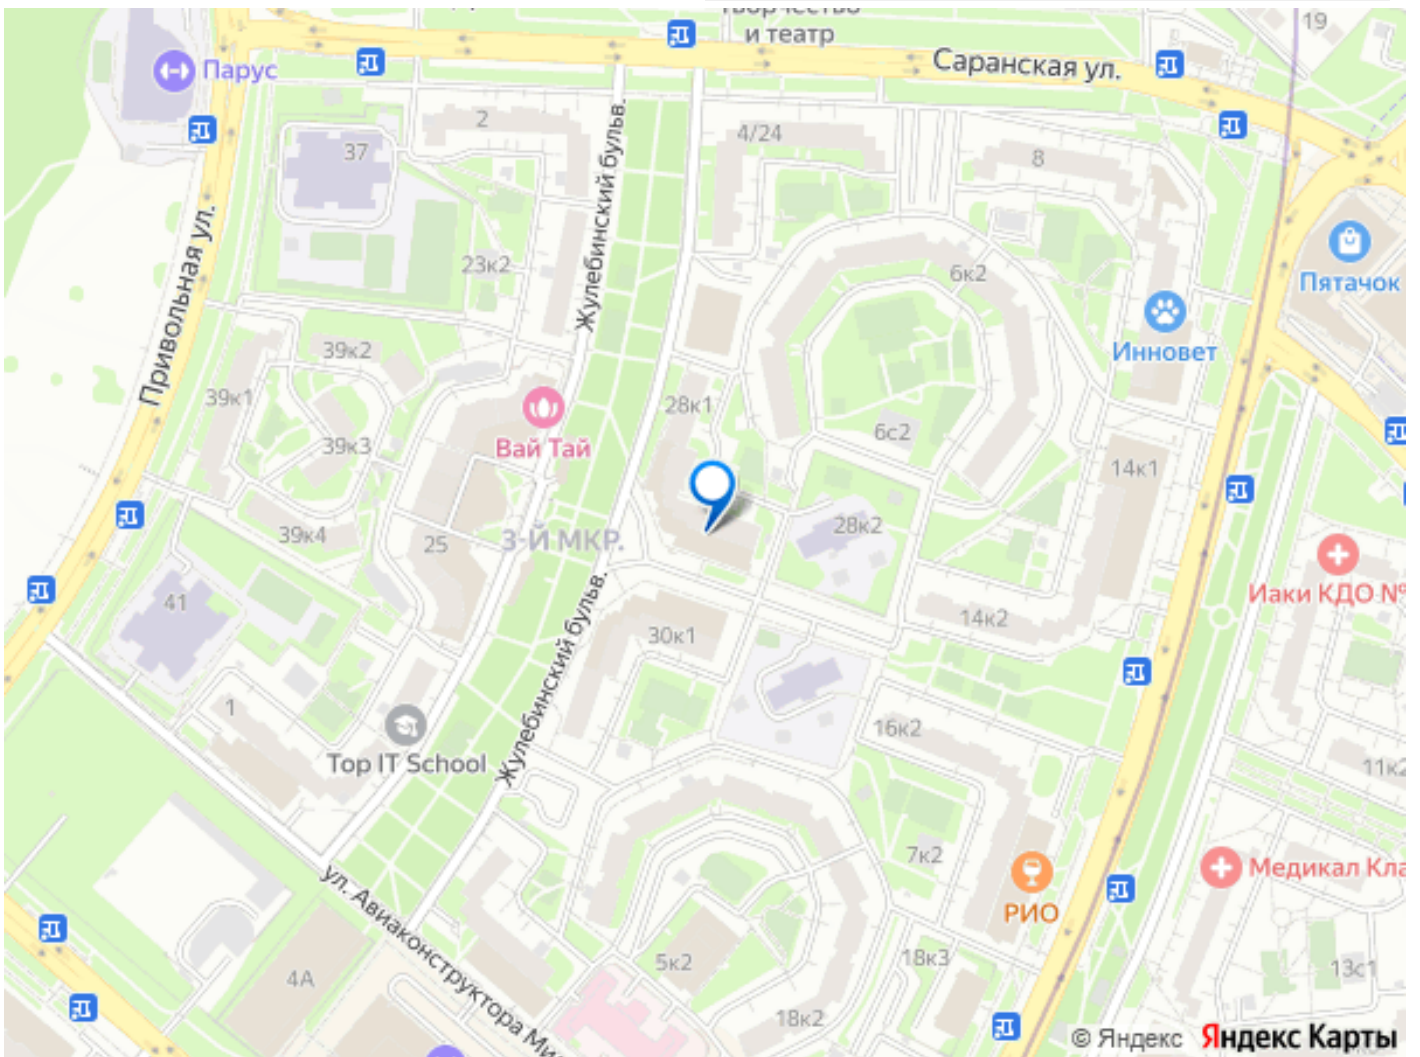 19
и театр
Саранская ул.
Парус
2
4/24
37
8
Жулебинский бульв.
Привольная ул.
23к2
6к2
Пятачок
Инновет
39к2
39к1
28к1
39к3
Вай Тай
6с2
14к1
39к4
25
3-Й МКР.
28к2
Иаки КДО №
41
14к2
30к1
Жулебинский бульв.
1
16к2
Top IT School
11к2
7к2
Медикал Кла
РИО
ул. Авиаконструктора Ми
5к2
18к3
4А
13с1
18к2
© Яндекс Яндекс Карты